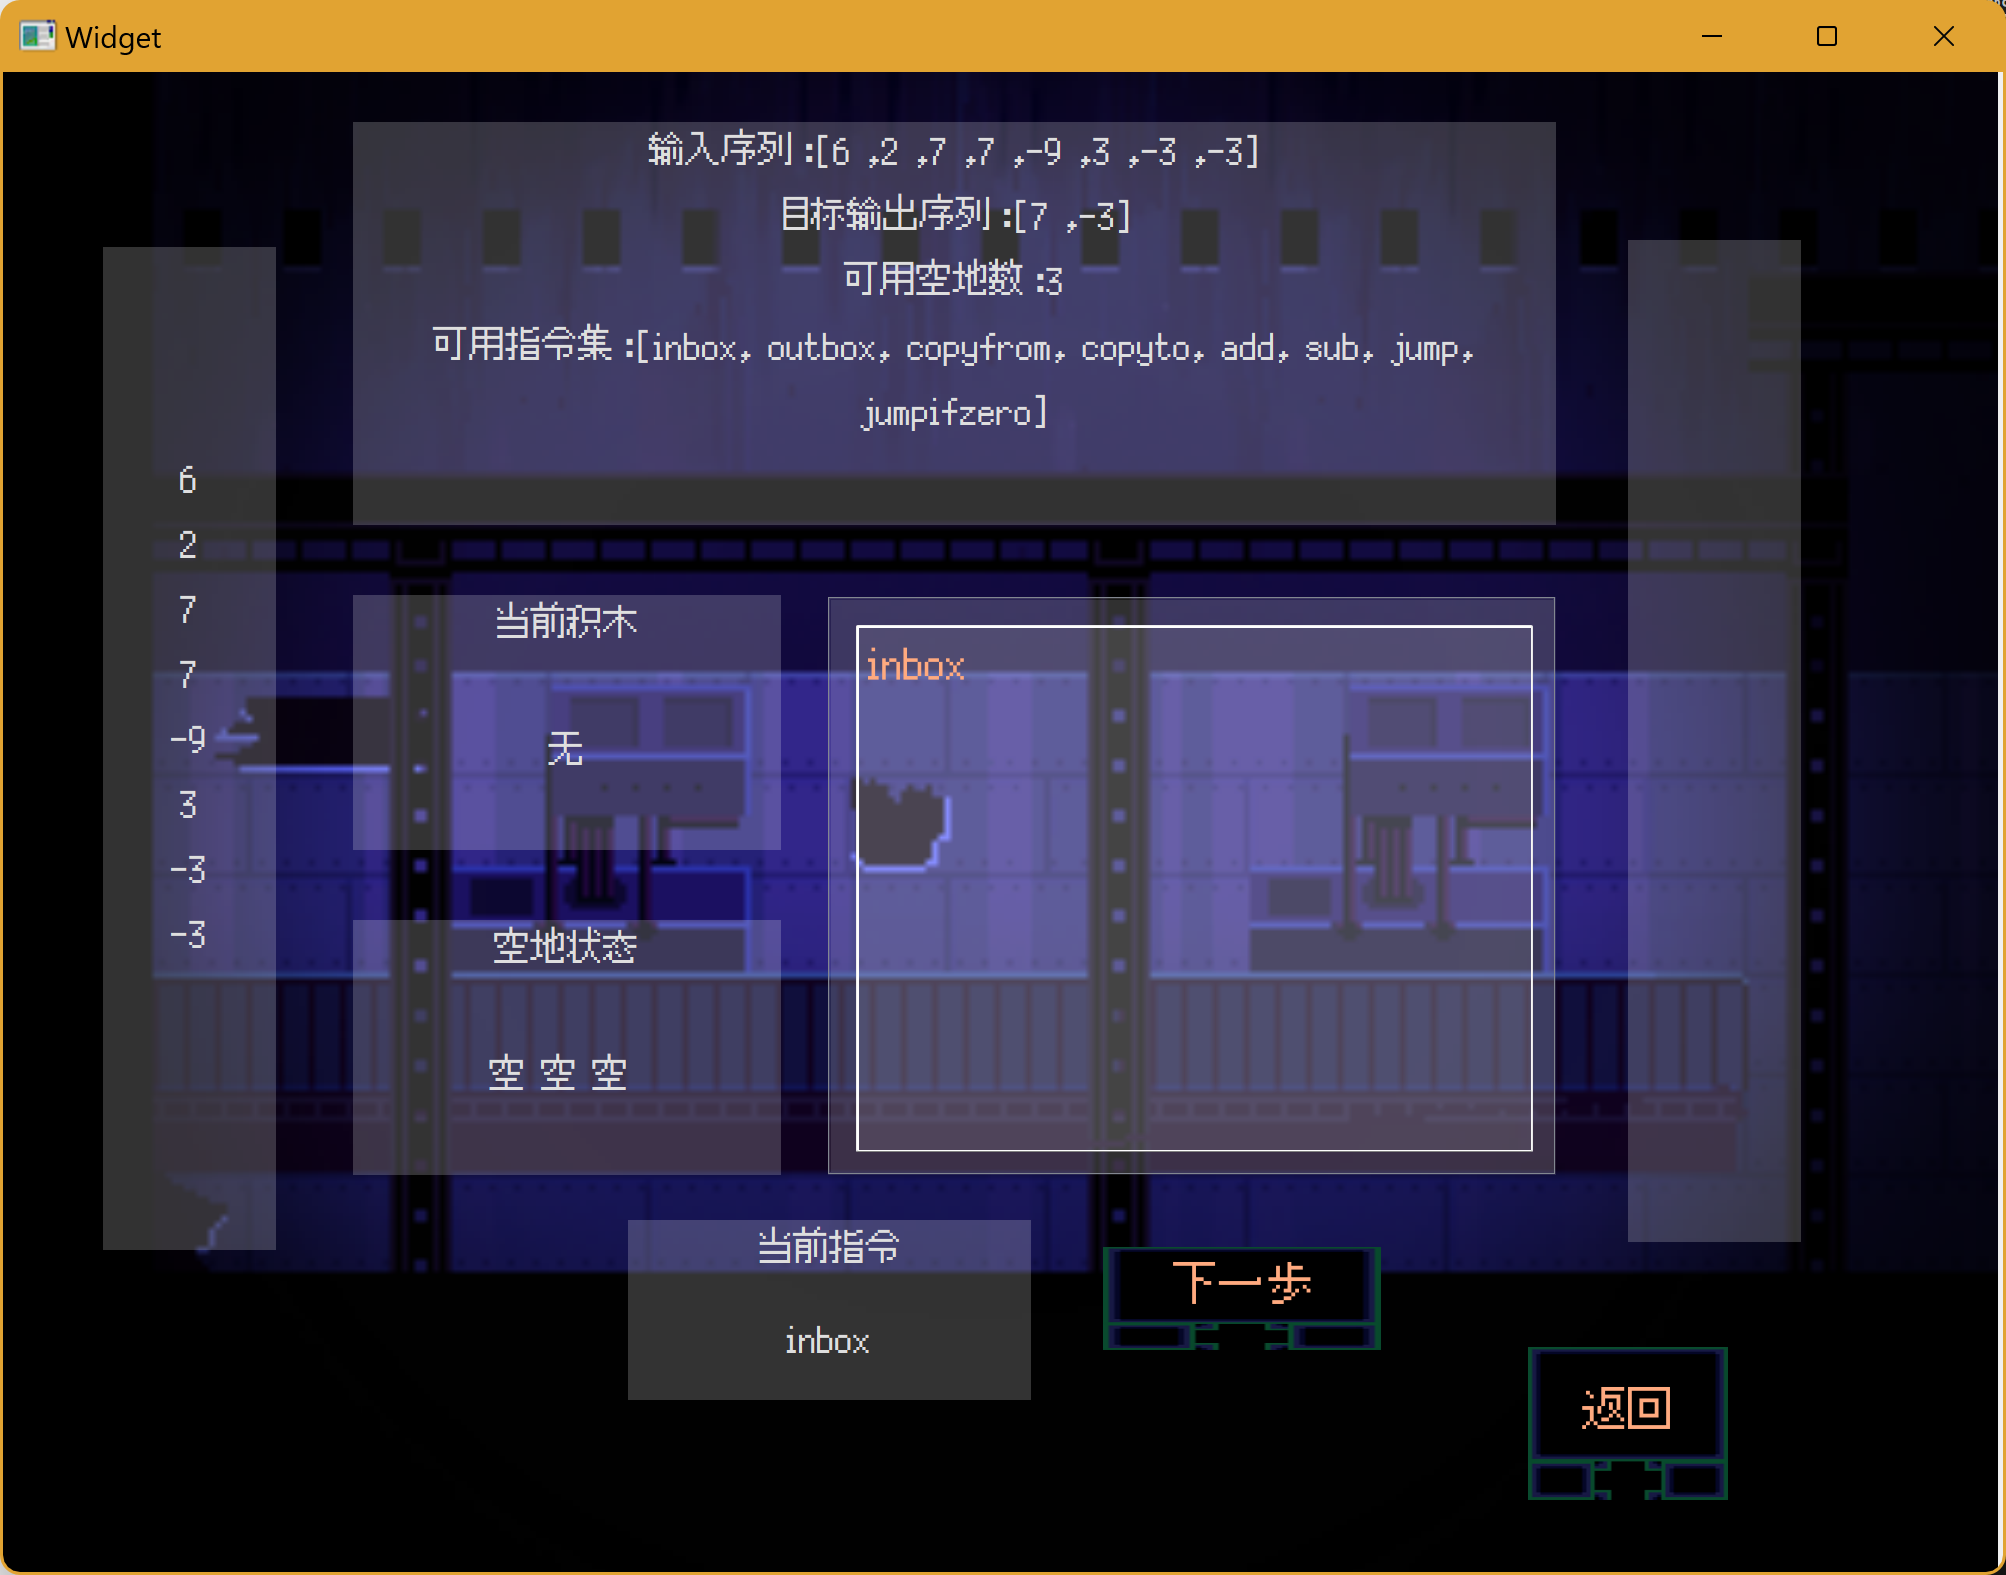 Widget
输入序列 :[6 ,2 ,7 ,7 ,-9 ,3 ,-3 ,-3]
目标输出序列 :[7 ,-3]
可用空地数 :3
可用指令集 :[inbox, outbox, copyfrom, copyto, add, sub, jump,
jumpifzero]
6
2
7
7
-9
3
-3
-3
当前积木
无
空地状态
空 空 空
inbox
当前指令
inbox
下一步
返回